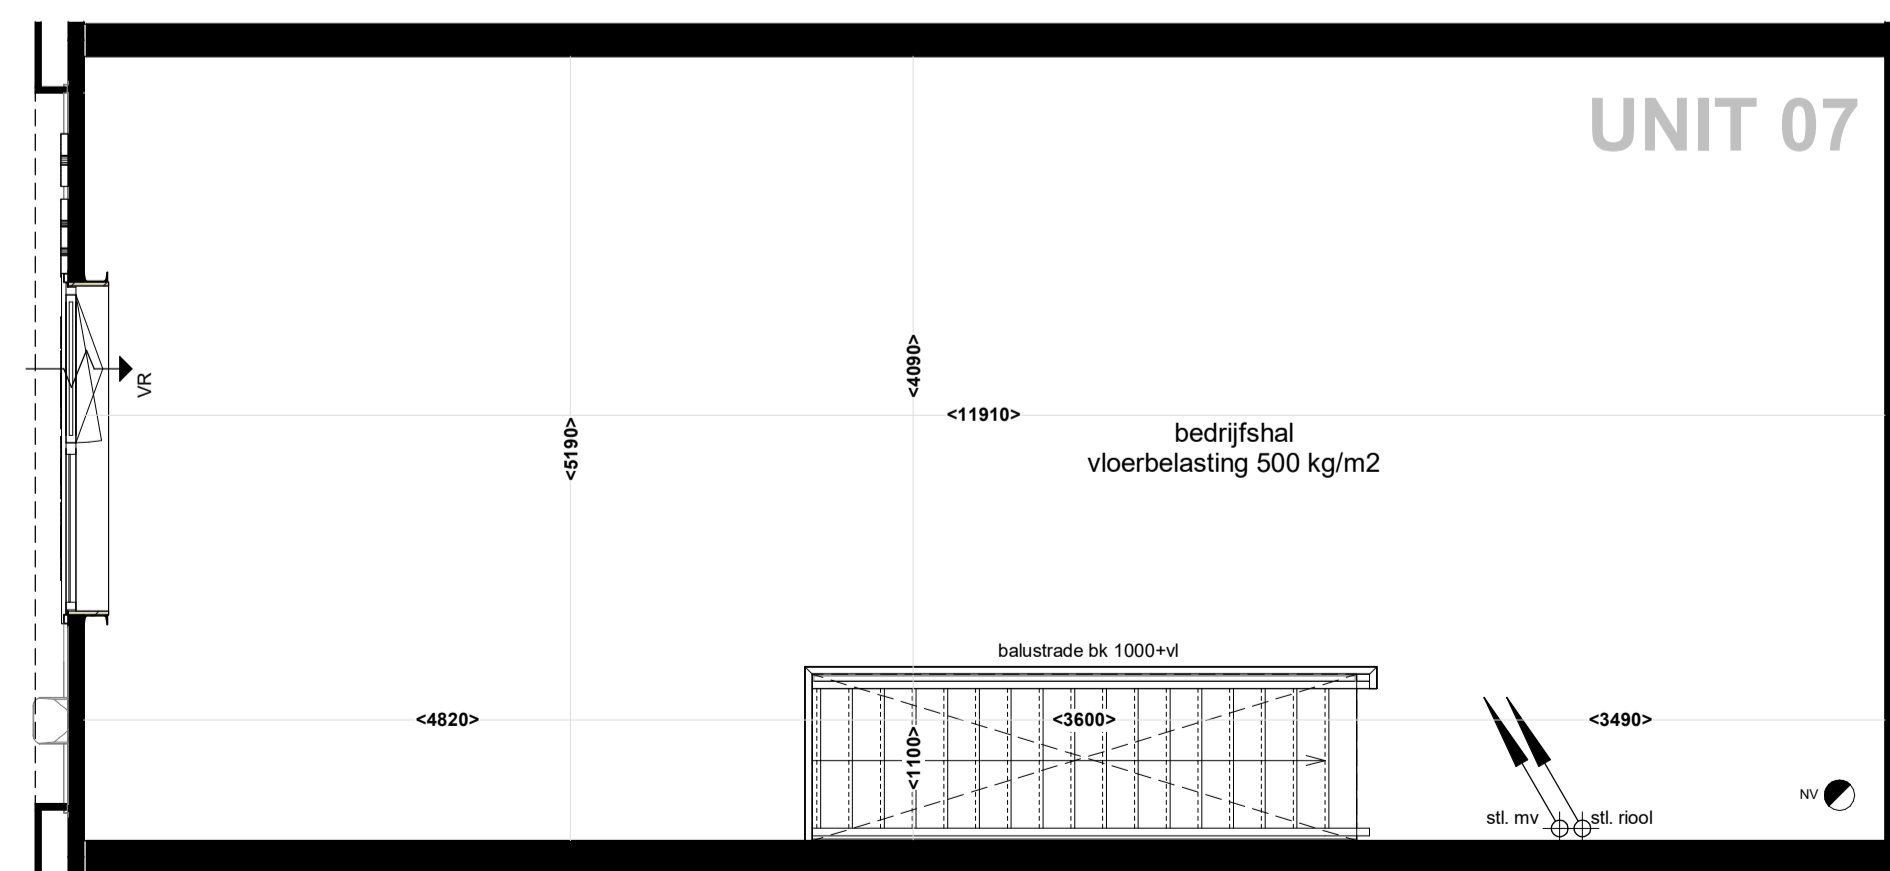 UNIT 07
<4090>
VR
<11910>
<5190>
bedrijfshal
vloerbelasting 500 kg/m2
balustrade bk 1000+vl
<4820>
<3600>
<3490>
<1100>
NV
stl. mv
stl. riool